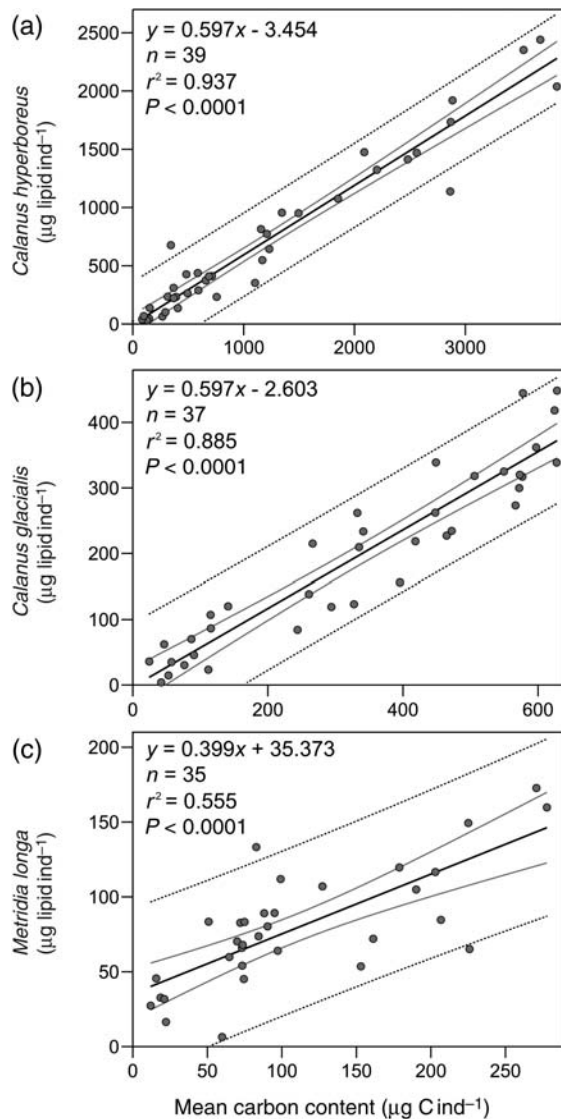 (a)
y = 0.597x - 3.454
n = 39
r² = 0.937
P < 0.0001
Calanus hyperboreus
(µg lipid ind⁻¹)
2500
2000
1500
1000
500
0
0 1000 2000 3000
(b)
y = 0.597x - 2.603
n = 37
r² = 0.885
P < 0.0001
Calanus glacialis
(µg lipid ind⁻¹)
400
300
200
100
0
0 200 400 600
(c)
y = 0.399x + 35.373
n = 35
r² = 0.555
P < 0.0001
Metridia longa
(µg lipid ind⁻¹)
200
150
100
50
0
0 50 100 150 200 250
Mean carbon content (µg C ind⁻¹)